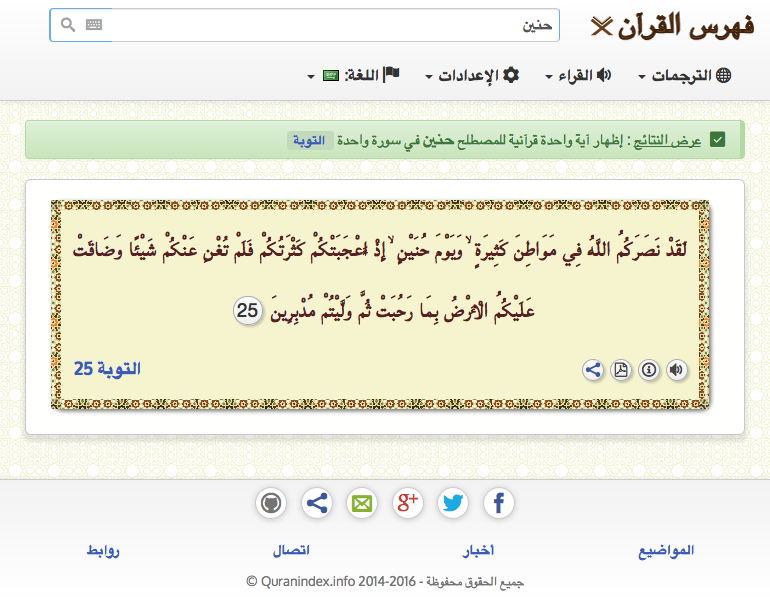 فهرس القرآن
حنين
الترجمات
القراء
الإعدادات
اللغة:
عرض النتائج : إظهار آية واحدة قرآنية للمصطلح حنين في سورة واحدة التوبة
لَقَدْ نَصَرَكُمُ اللَّهُ فِي مَوَاطِنَ كَثِيرَةٍ ۙ وَيَوْمَ حُنَيْنٍ ۙ إِذْ أَعْجَبَتْكُمْ كَثْرَتُكُمْ فَلَمْ تُغْنِ عَنْكُمْ شَيْئًا وَضَاقَتْ
عَلَيْكُمُ الْأَرْضُ بِمَا رَحُبَتْ ثُمَّ وَلَّيْتُمْ مُدْبِرِينَ 25
التوبة 25
المواضيع
أخبار
اتصال
روابط
جميع الحقوق محفوظة - Quranindex.info 2014-2016 ©